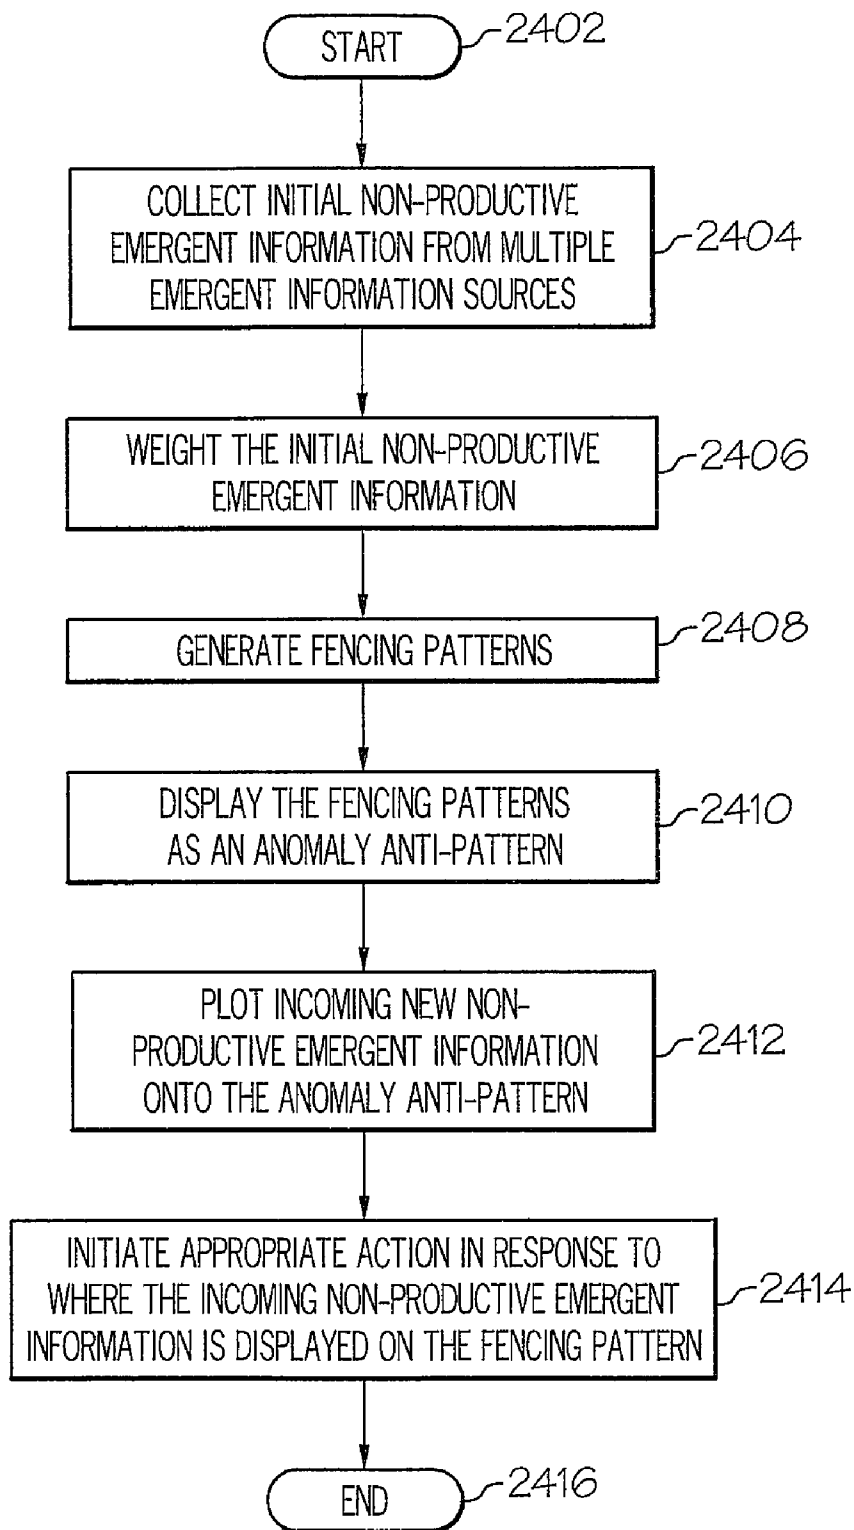 START
2402
COLLECT INITIAL NON-PRODUCTIVE
EMERGENT INFORMATION FROM MULTIPLE
EMERGENT INFORMATION SOURCES
2404
WEIGHT THE INITIAL NON-PRODUCTIVE
EMERGENT INFORMATION
2406
GENERATE FENCING PATTERNS
2408
DISPLAY THE FENCING PATTERNS
AS AN ANOMALY ANTI-PATTERN
2410
PLOT INCOMING NEW NON-
PRODUCTIVE EMERGENT INFORMATION
ONTO THE ANOMALY ANTI-PATTERN
2412
INITIATE APPROPRIATE ACTION IN RESPONSE TO
WHERE THE INCOMING NON-PRODUCTIVE EMERGENT
INFORMATION IS DISPLAYED ON THE FENCING PATTERN
2414
END
2416